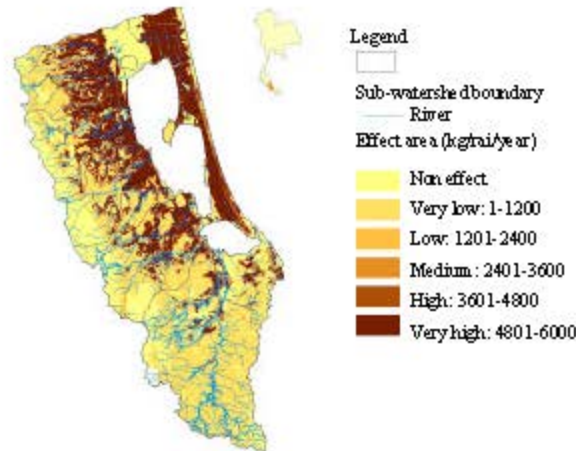 Legend
Sub-watershed boundary
River
Effect area (kg/rai/year)
Non effect
Very low: 1-1200
Low: 1201-2400
Medium : 2401-3600
High: 3601-4800
Very high: 4801-6000